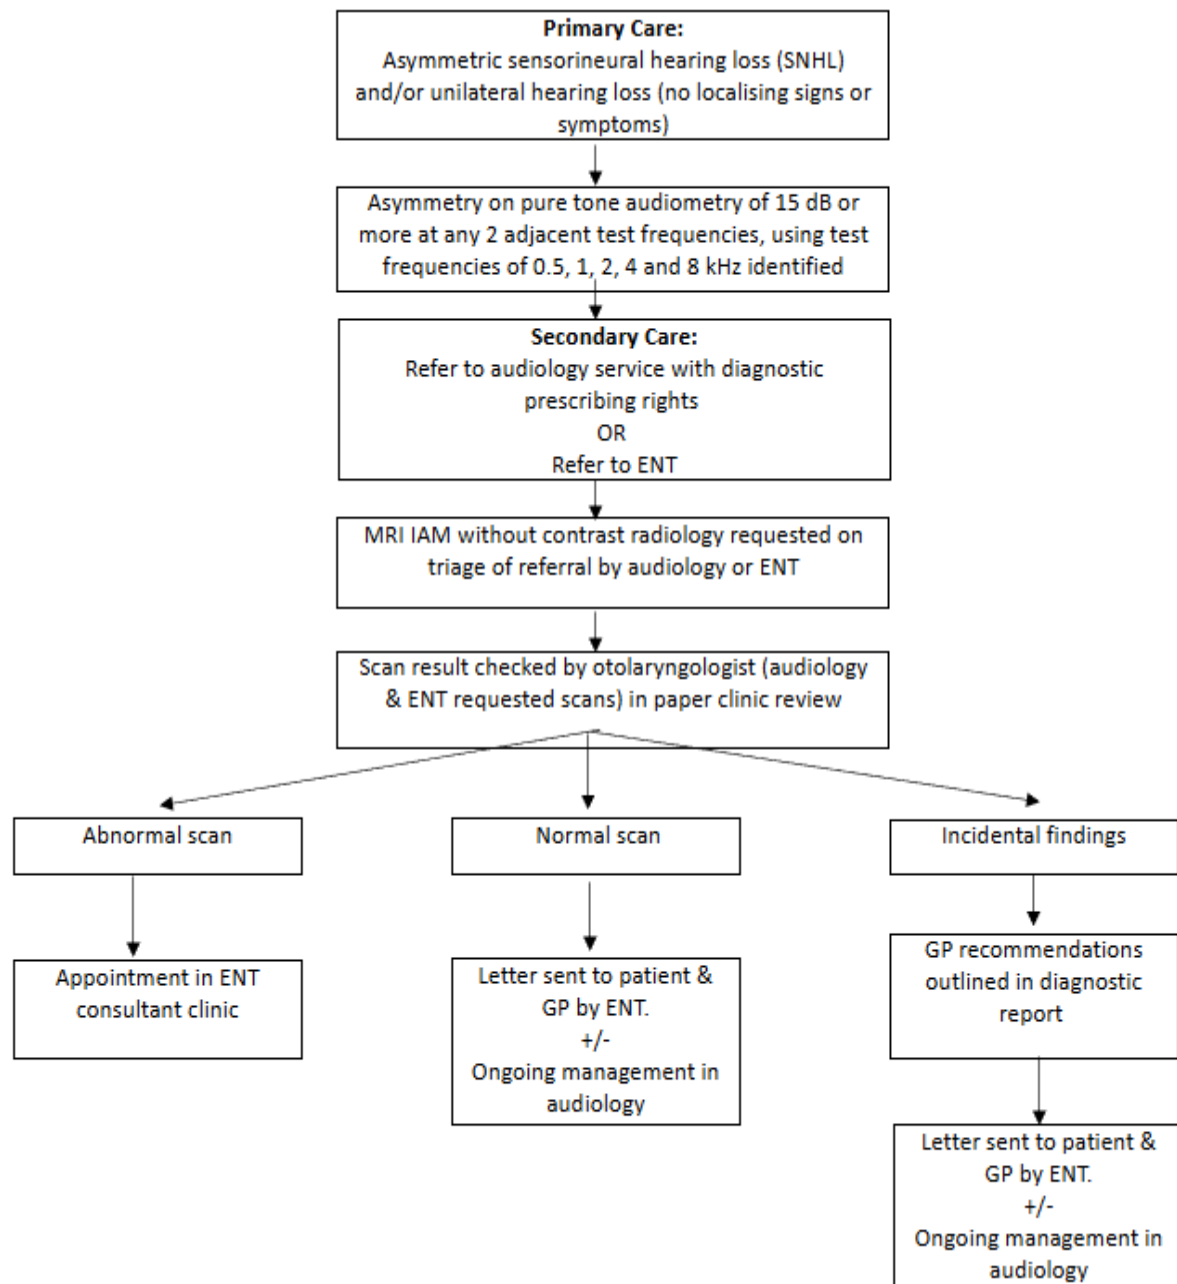 Primary Care:
Asymmetric sensorineural hearing loss (SNHL)
and/or unilateral hearing loss (no localising signs or
symptoms)
Asymmetry on pure tone audiometry of 15 dB or
more at any 2 adjacent test frequencies, using test
frequencies of 0.5, 1, 2, 4 and 8 kHz identified
Secondary Care:
Refer to audiology service with diagnostic
prescribing rights
OR
Refer to ENT
MRI IAM without contrast radiology requested on
triage of referral by audiology or ENT
Scan result checked by otolaryngologist (audiology
& ENT requested scans) in paper clinic review
Abnormal scan
Appointment in ENT
consultant clinic
Normal scan
Letter sent to patient &
GP by ENT.
+/-
Ongoing management in
audiology
Incidental findings
GP recommendations
outlined in diagnostic
report
Letter sent to patient &
GP by ENT.
+/-
Ongoing management in
audiology